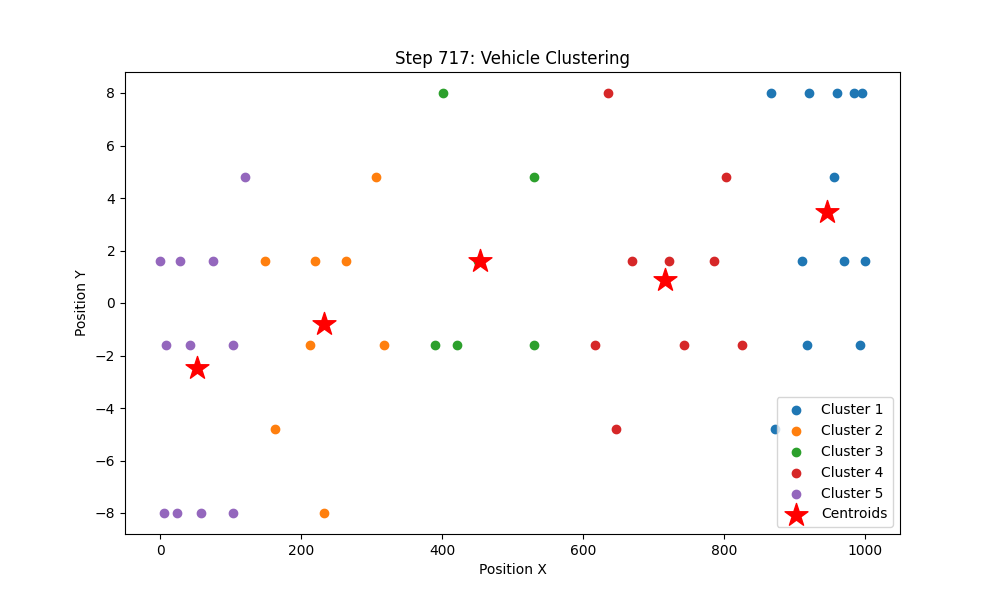 Step 717: Vehicle Clustering
Position Y
8
6
4
2
0
−2
−4
−6
−8
0 200 400 600 800 1000
Position X
Cluster 1
Cluster 2
Cluster 3
Cluster 4
Cluster 5
Centroids